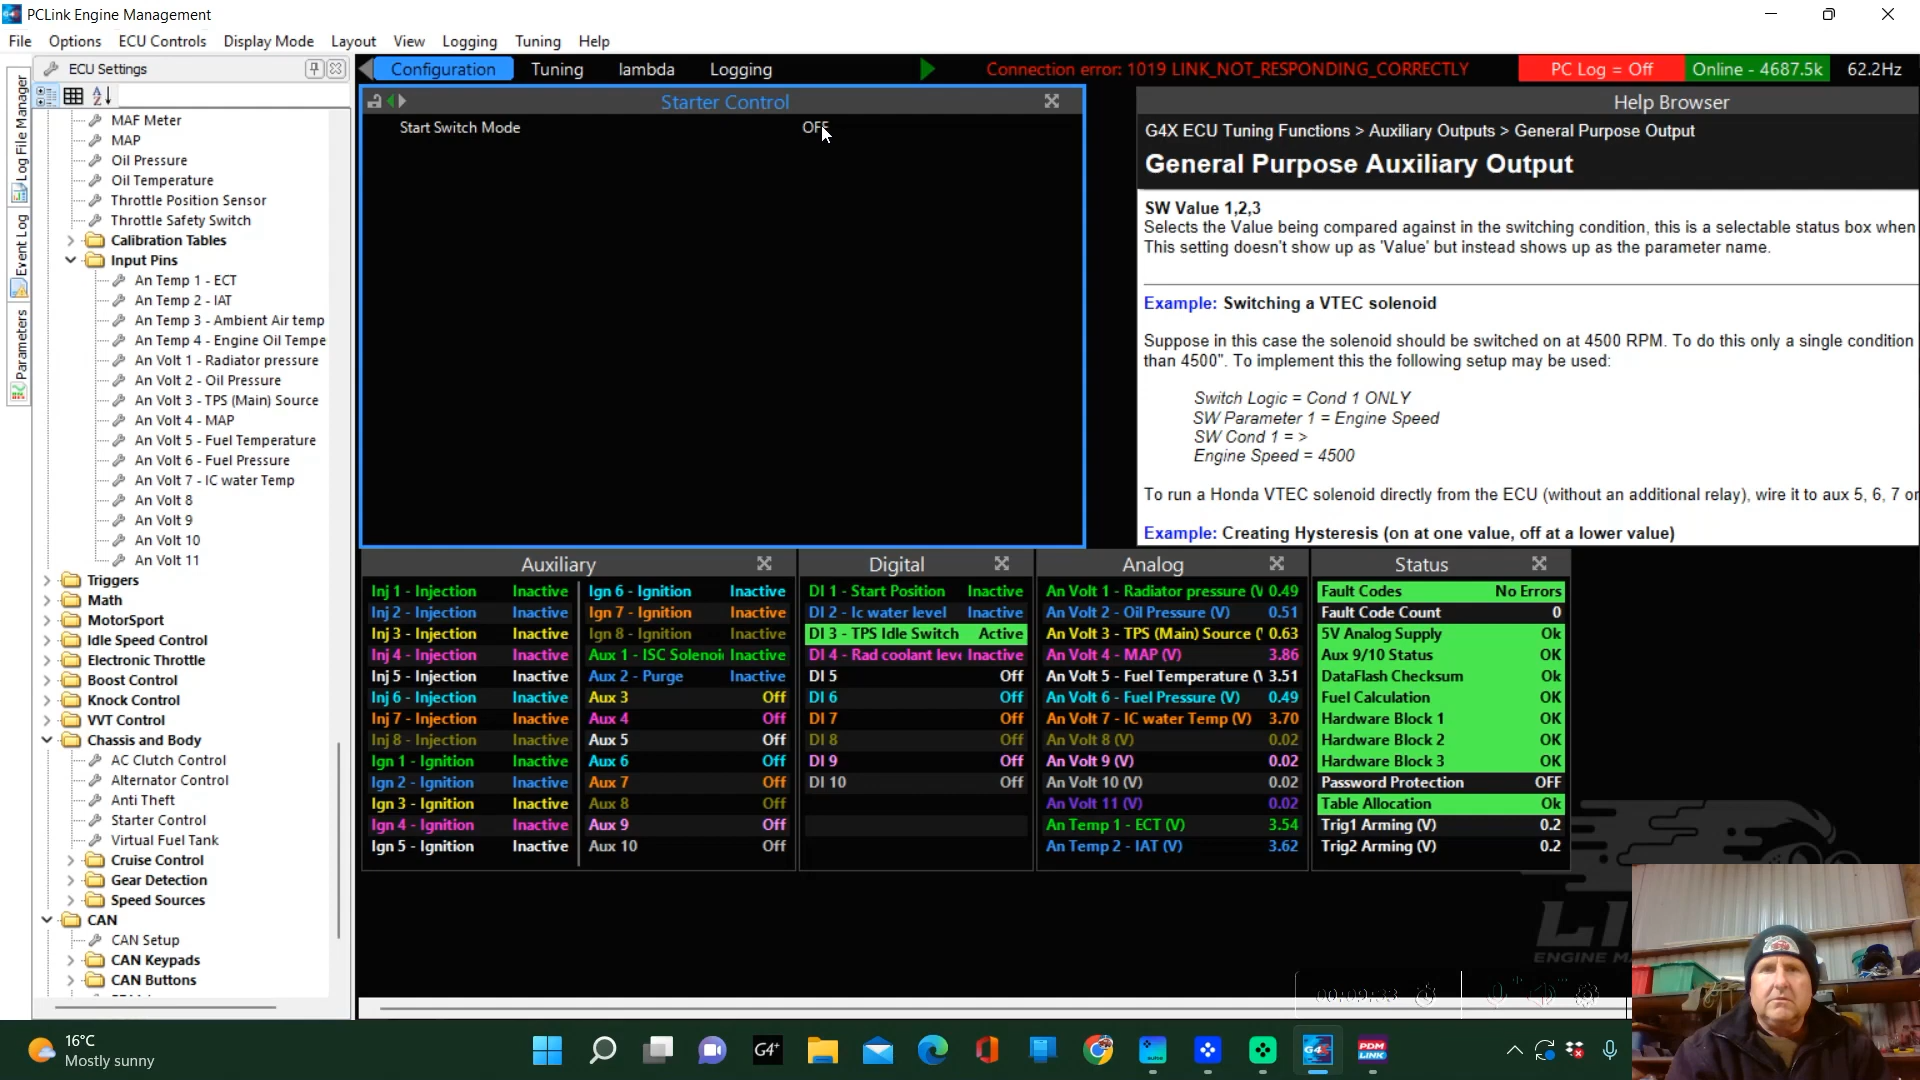 PCLink Engine Management
File Options ECU Controls Display Mode Layout View Logging Tuning Help
Log File Manager
Event Log
Parameters
ECU Settings
MAF Meter
MAP
Oil Pressure
Oil Temperature
Throttle Position Sensor
Throttle Safety Switch
Calibration Tables
Input Pins
An Temp 1 - ECT
An Temp 2 - IAT
An Temp 3 - Ambient Air temp
An Temp 4 - Engine Oil Tempe
An Volt 1 - Radiator pressure
An Volt 2 - Oil Pressure
An Volt 3 - TPS (Main) Source
An Volt 4 - MAP
An Volt 5 - Fuel Temperature
An Volt 6 - Fuel Pressure
An Volt 7 - IC water Temp
An Volt 8
An Volt 9
An Volt 10
An Volt 11
Triggers
Math
MotorSport
Idle Speed Control
Electronic Throttle
Boost Control
Knock Control
VVT Control
Chassis and Body
AC Clutch Control
Alternator Control
Anti Theft
Starter Control
Virtual Fuel Tank
Cruise Control
Gear Detection
Speed Sources
CAN
CAN Setup
CAN Keypads
CAN Buttons
Configuration Tuning lambda Logging
Connection error: 1019 LINK_NOT_RESPONDING_CORRECTLY
PC Log = Off
Online - 4687.5k
62.2Hz
Starter Control
Start Switch Mode OFF
Help Browser
G4X ECU Tuning Functions > Auxiliary Outputs > General Purpose Output
General Purpose Auxiliary Output
SW Value 1,2,3
Selects the Value being compared against in the switching condition, this is a selectable status box when
This setting doesn't show up as 'Value' but instead shows up as the parameter name.
Example: Switching a VTEC solenoid
Suppose in this case the solenoid should be switched on at 4500 RPM. To do this only a single condition
than 4500". To implement this the following setup may be used:
Switch Logic = Cond 1 ONLY
SW Parameter 1 = Engine Speed
SW Cond 1 = >
Engine Speed = 4500
To run a Honda VTEC solenoid directly from the ECU (without an additional relay), wire it to aux 5, 6, 7 or
Example: Creating Hysteresis (on at one value, off at a lower value)
Auxiliary
Inj 1 - Injection Inactive
Inj 2 - Injection Inactive
Inj 3 - Injection Inactive
Inj 4 - Injection Inactive
Inj 5 - Injection Inactive
Inj 6 - Injection Inactive
Inj 7 - Injection Inactive
Inj 8 - Injection Inactive
Ign 1 - Ignition Inactive
Ign 2 - Ignition Inactive
Ign 3 - Ignition Inactive
Ign 4 - Ignition Inactive
Ign 5 - Ignition Inactive
Ign 6 - Ignition Inactive
Ign 7 - Ignition Inactive
Ign 8 - Ignition Inactive
Aux 1 - ISC Solenoi Inactive
Aux 2 - Purge Inactive
Aux 3 Off
Aux 4 Off
Aux 5 Off
Aux 6 Off
Aux 7 Off
Aux 8 Off
Aux 9 Off
Aux 10 Off
Digital
DI 1 - Start Position Inactive
DI 2 - Ic water level Inactive
DI 3 - TPS Idle Switch Active
DI 4 - Rad coolant leve Inactive
DI 5 Off
DI 6 Off
DI 7 Off
DI 8 Off
DI 9 Off
DI 10 Off
Analog
An Volt 1 - Radiator pressure (V 0.49
An Volt 2 - Oil Pressure (V) 0.51
An Volt 3 - TPS (Main) Source (' 0.63
An Volt 4 - MAP (V) 3.86
An Volt 5 - Fuel Temperature (\ 3.51
An Volt 6 - Fuel Pressure (V) 0.49
An Volt 7 - IC water Temp (V) 3.70
An Volt 8 (V) 0.02
An Volt 9 (V) 0.02
An Volt 10 (V) 0.02
An Volt 11 (V) 0.02
An Temp 1 - ECT (V) 3.54
An Temp 2 - IAT (V) 3.62
Status
Fault Codes No Errors
Fault Code Count 0
5V Analog Supply Ok
Aux 9/10 Status OK
DataFlash Checksum Ok
Fuel Calculation OK
Hardware Block 1 OK
Hardware Block 2 OK
Hardware Block 3 OK
Password Protection OFF
Table Allocation Ok
Trig1 Arming (V) 0.2
Trig2 Arming (V) 0.2
LI
ENGINE M
16°C
Mostly sunny
G4+
G4X
PDM
LINK